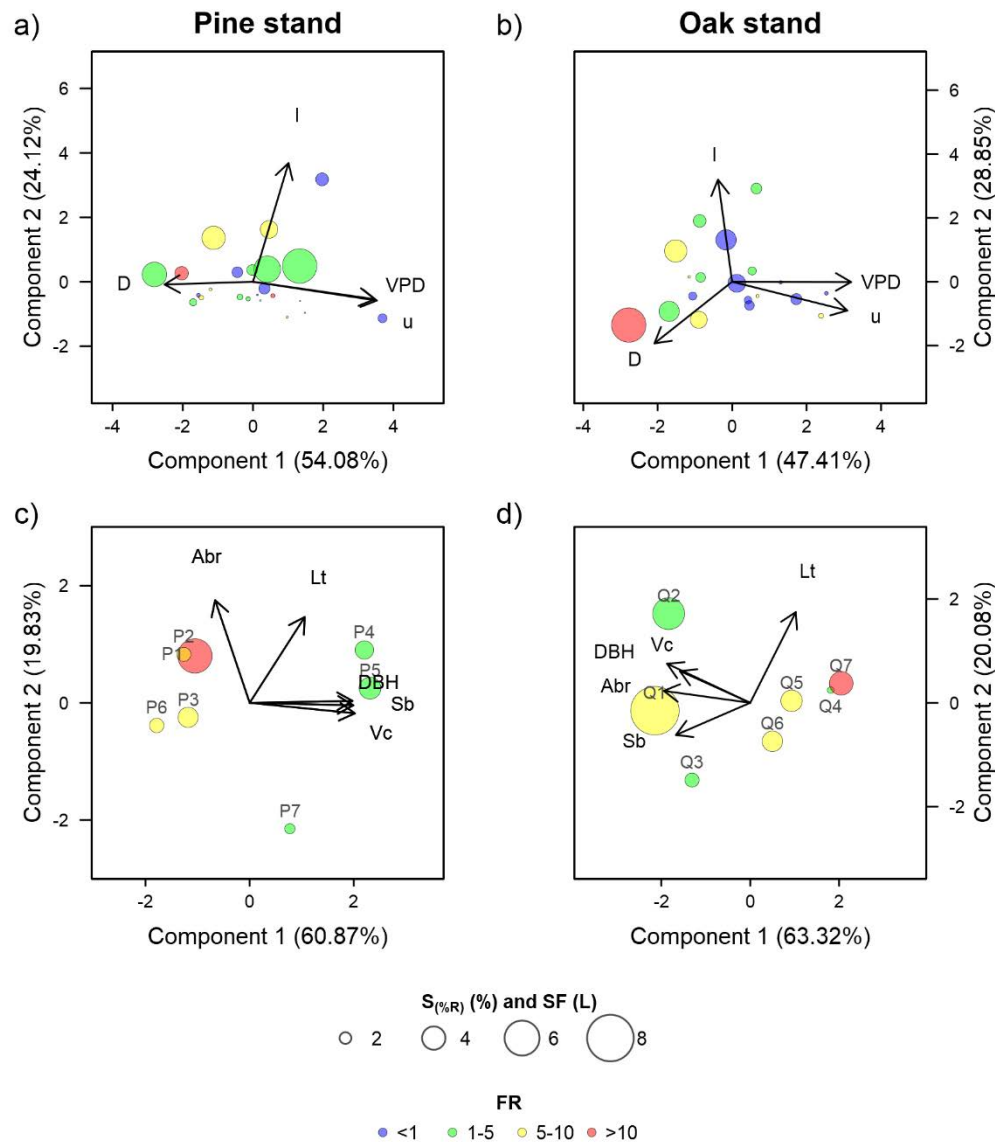 a) Pine stand
b) Oak stand
Component 2 (24.12%)
6
4
2
0
-2
I
D
VPD
u
-4 -2 0 2 4
Component 1 (54.08%)
I
D
VPD
u
6
4
2
0
-2
Component 2 (28.85%)
-4 -2 0 2 4
Component 1 (47.41%)
c)
Component 2 (19.83%)
2
0
-2
Abr
Lt
P2
P1
P4
P5
DBH
Sb
Vc
P6 P3
P7
-2 0 2
Component 1 (60.87%)
d)
Lt
Q2
Vc
DBH
Abr
Q1
Sb
Q3
Q7
Q5
Q4
Q6
2
0
-2
Component 2 (20.08%)
-4 -2 0 2
Component 1 (63.32%)
S(%R) (%) and SF (L)
2 4 6 8
FR
<1 1-5 5-10 >10